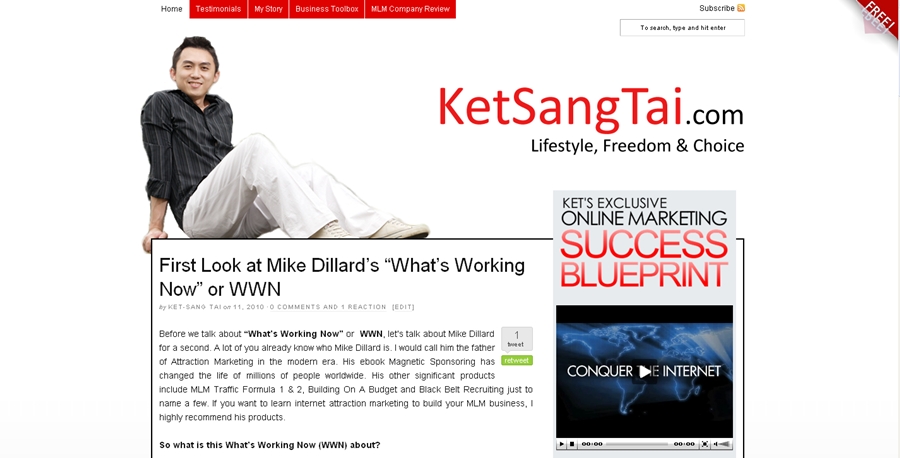 Home Testimonials My Story Business Toolbox MLM Company Review
Subscribe
FREE!
To search, type and hit enter
KetSangTai.com
Lifestyle, Freedom & Choice
KET'S EXCLUSIVE
ONLINE MARKETING
SUCCESS
BLUEPRINT
CONQUER THE INTERNET
00:00 00:00
First Look at Mike Dillard's “What's Working
Now” or WWN
by KET-SANG TAI on 11, 2010 · 0 COMMENTS AND 1 REACTION [EDIT]
1
tweet
retweet
Before we talk about “What's Working Now” or WWN, let's talk about Mike Dillard
for a second. A lot of you already know who Mike Dillard is. I would call him the father
of Attraction Marketing in the modern era. His ebook Magnetic Sponsoring has
changed the life of millions of people worldwide. His other significant products
include MLM Traffic Formula 1 & 2, Building On A Budget and Black Belt Recruiting just to
name a few. If you want to learn internet attraction marketing to build your MLM business, I
highly recommend his products.
So what is this What's Working Now (WWN) about?